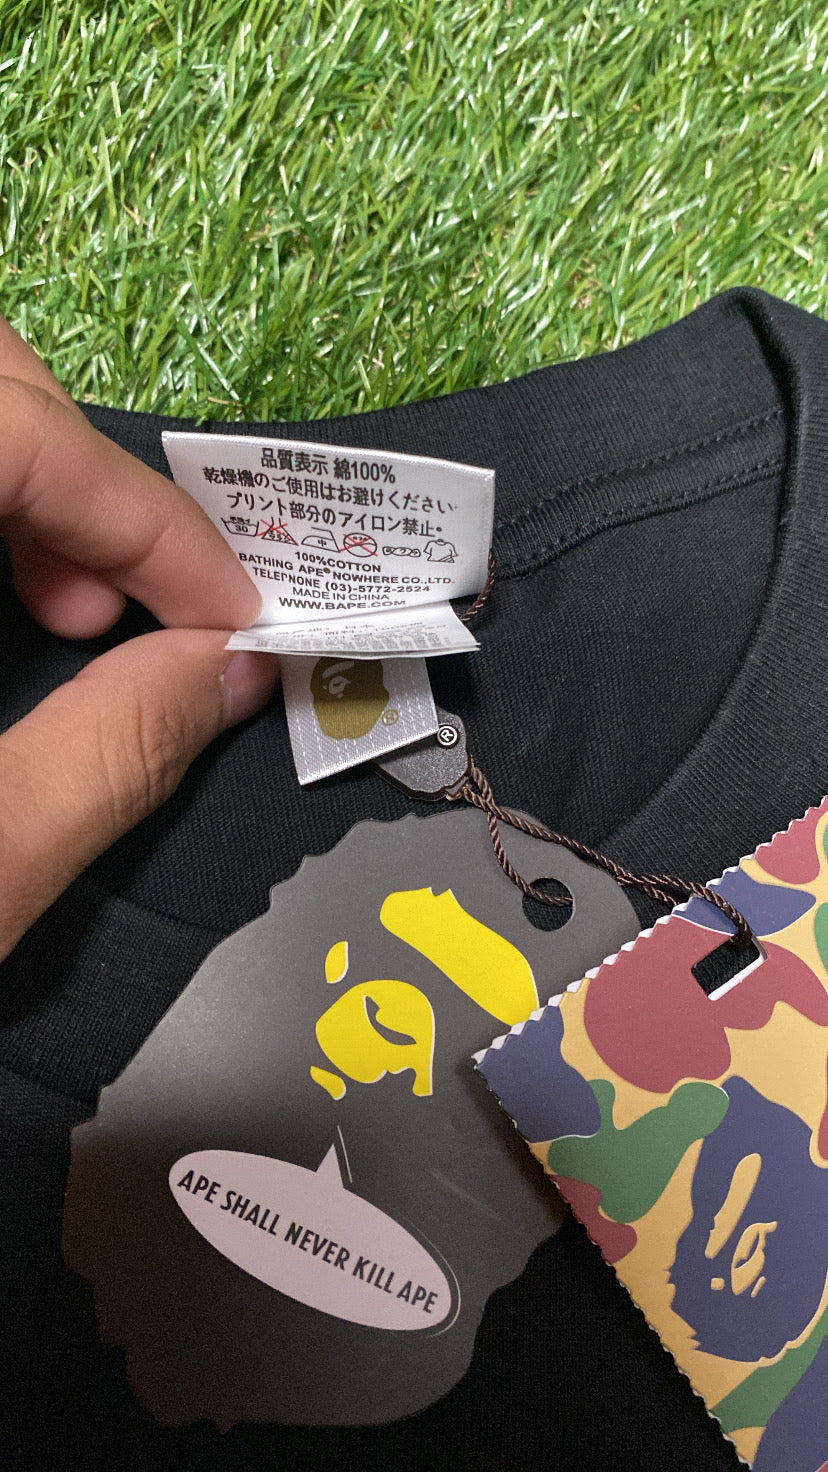 品質表示 綿100%
乾燥機のご使用はお避けください·
プリント部分のアイロン禁止。
30
中
100%COTTON
BATHING APE® NOWHERE CO.,LTD.
TELEPNONE (03)-5772-2524
MADE IN CHINA
WWW.BAPE.COM
®
®
APE SHALL NEVER KILL APE